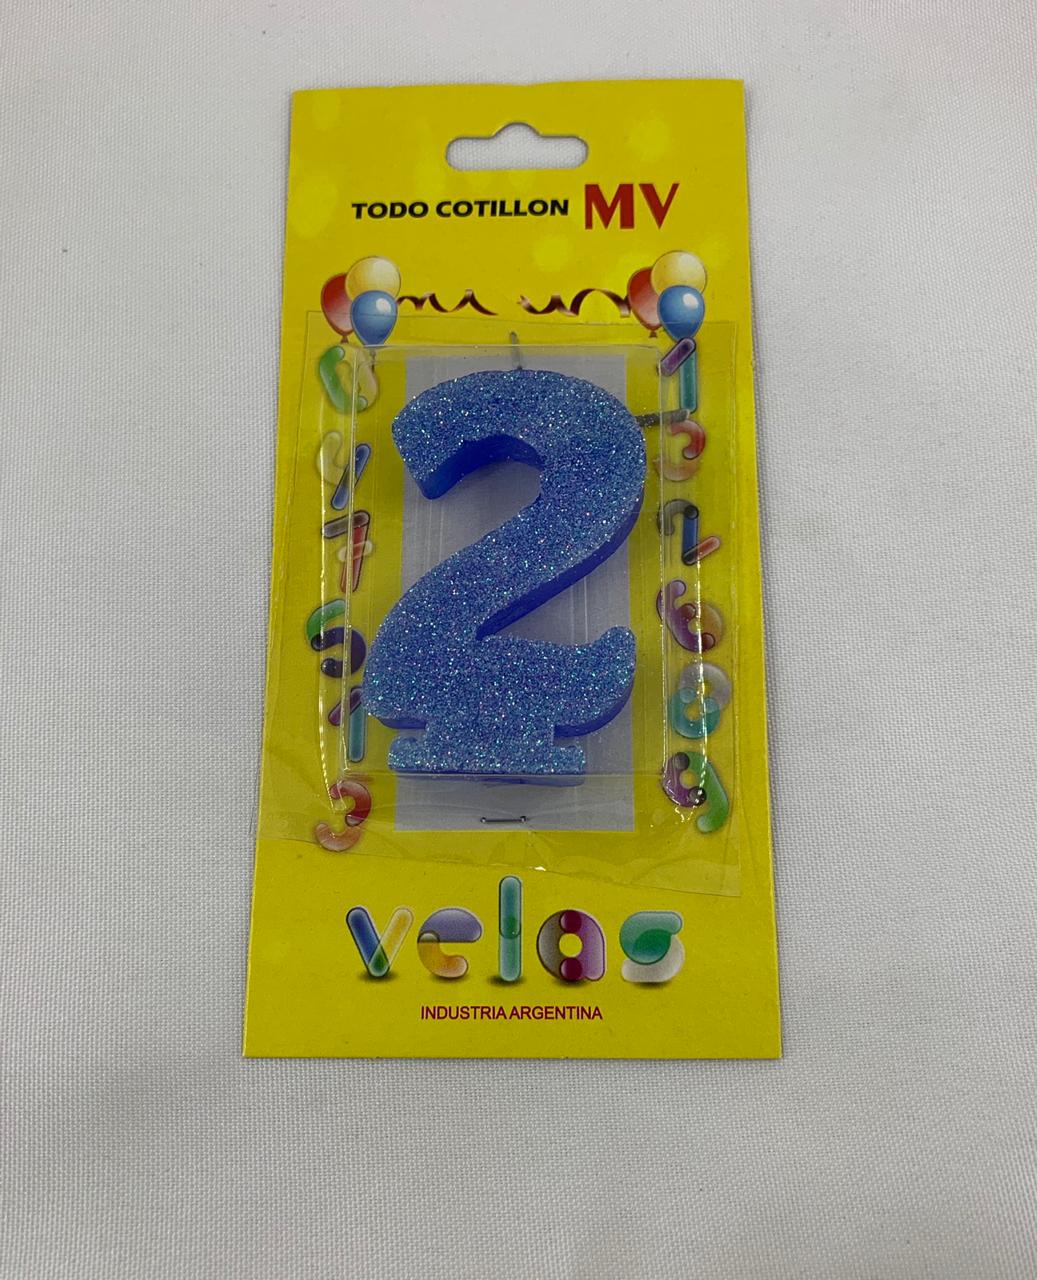 TODO COTILLON MV
2
velas
INDUSTRIA ARGENTINA